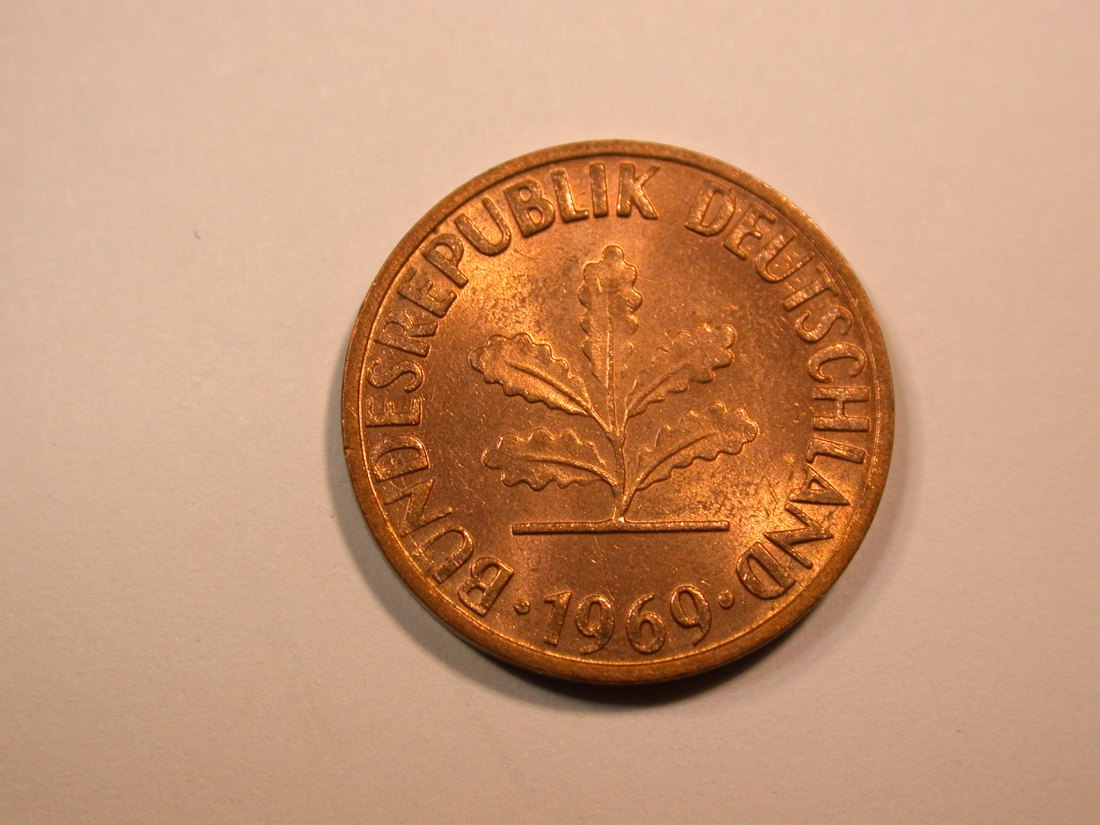 BUNDESREPUBLIK DEUTSCHLAND
· 1969 ·